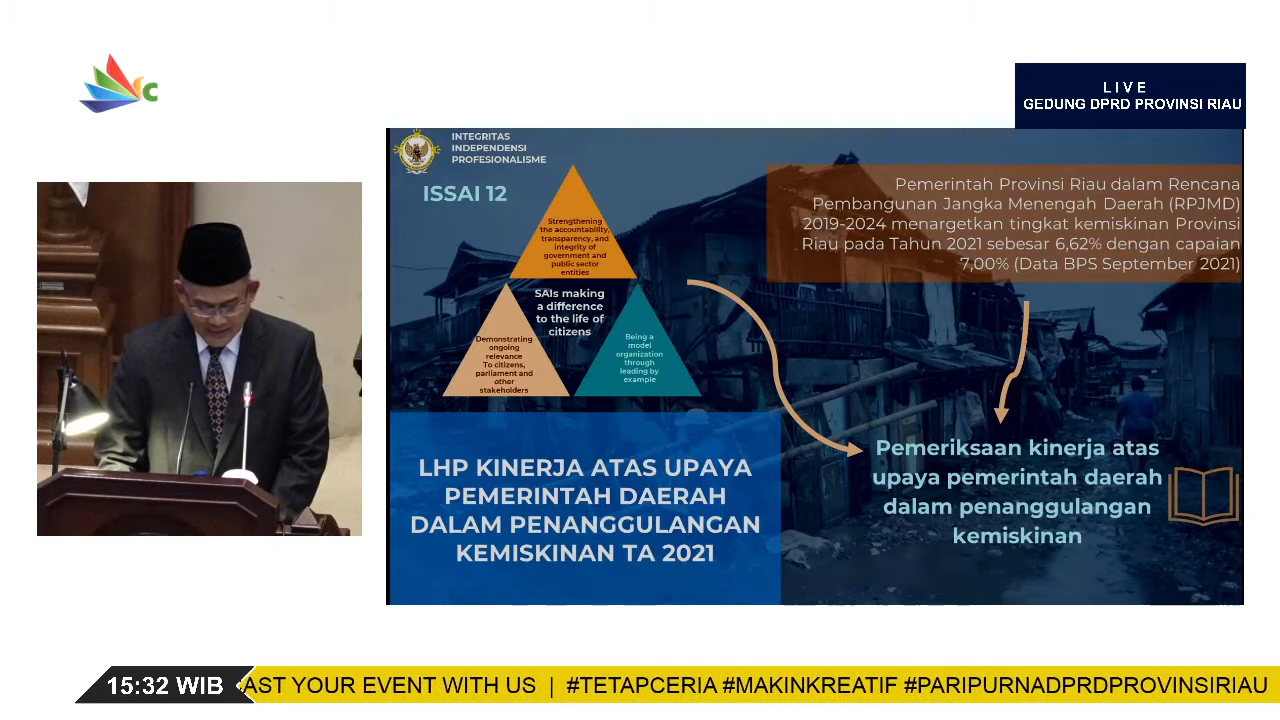 C
LIVE
GEDUNG DPRD PROVINSI RIAU
INTEGRITAS
INDEPENDENSI
PROFESIONALISME
ISSAI 12
Strengthening
the accountability,
transparency, and
integrity of
government and
public sector
entities
SAIs making
a difference
to the life of
citizens
Demonstrating
ongoing
relevance
To citizens,
parliament and
other
stakeholders
Being a
model
organization
through
leading by
example
Pemerintah Provinsi Riau dalam Rencana
Pembangunan Jangka Menengah Daerah (RPJMD)
2019-2024 menargetkan tingkat kemiskinan Provinsi
Riau pada Tahun 2021 sebesar 6,62% dengan capaian
7,00% (Data BPS September 2021)
LHP KINERJA ATAS UPAYA
PEMERINTAH DAERAH
DALAM PENANGGULANGAN
KEMISKINAN TA 2021
Pemeriksaan kinerja atas
upaya pemerintah daerah
dalam penanggulangan
kemiskinan
15:32 WIB
AST YOUR EVENT WITH US | #TETAPCERIA #MAKINKREATIF #PARIPURNADPRDPROVINSIRIAU